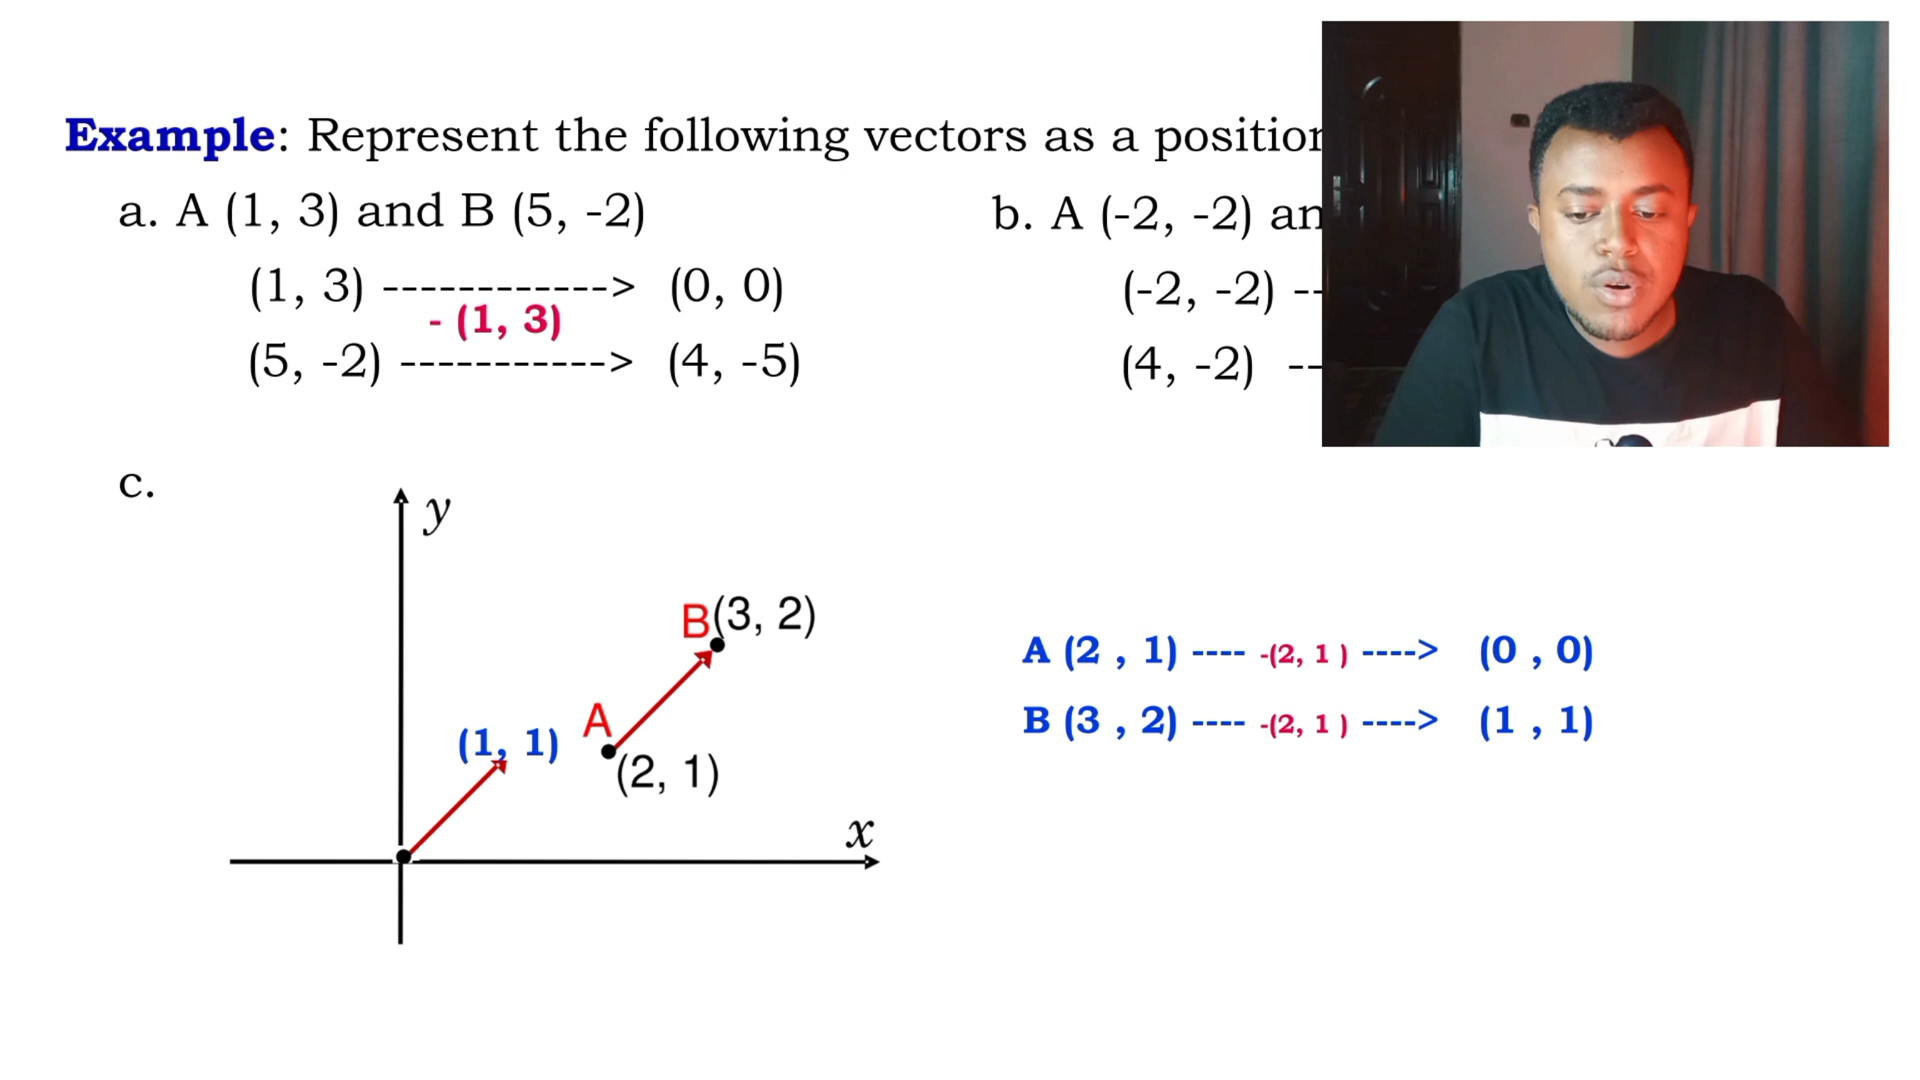 Example: Represent the following vectors as a
a. A (1, 3) and B (5, -2)
b. A (-2, -2)
(1, 3) ------------> (0, 0)
- (1, 3)
(5, -2) -----------> (4, -5)
(-2, -2) --
(4, -2) --
c.
y
B(3, 2)
A
(1, 1)
(2, 1)
x
A (2 , 1) ---- -(2, 1 ) ----> (0 , 0)
B (3 , 2) ---- -(2, 1 ) ----> (1 , 1)